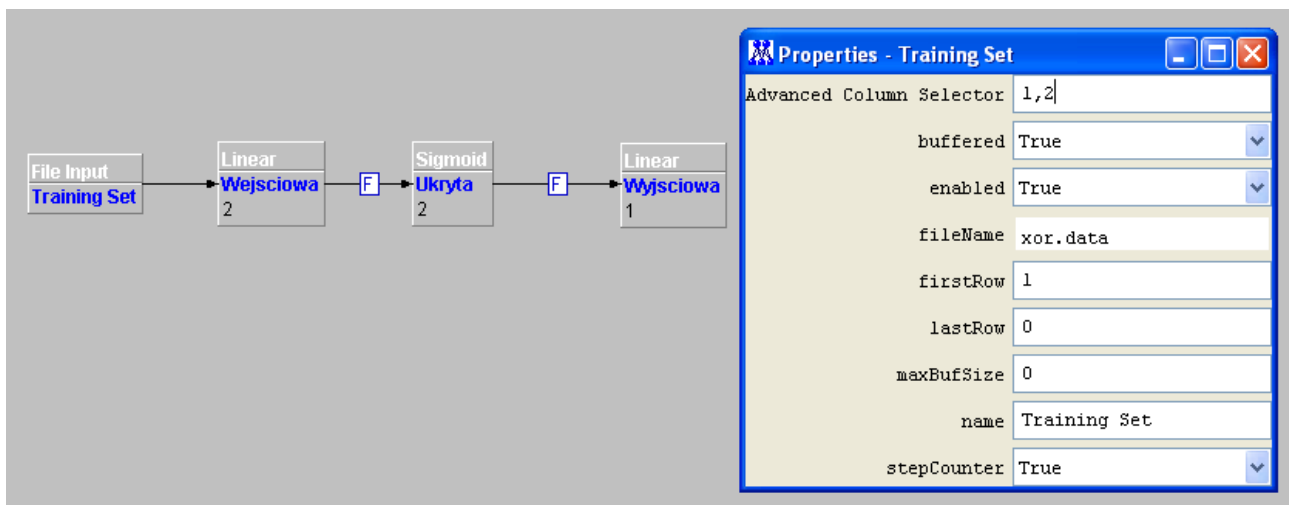 File Input
Training Set
Linear
Wejsciowa
2
F
Sigmoid
Ukryta
2
F
Linear
Wyjsciowa
1
Properties - Training Set
Advanced Column Selector 1,2
buffered True
enabled True
fileName xor.data
firstRow 1
lastRow 0
maxBufSize 0
name Training Set
stepCounter True